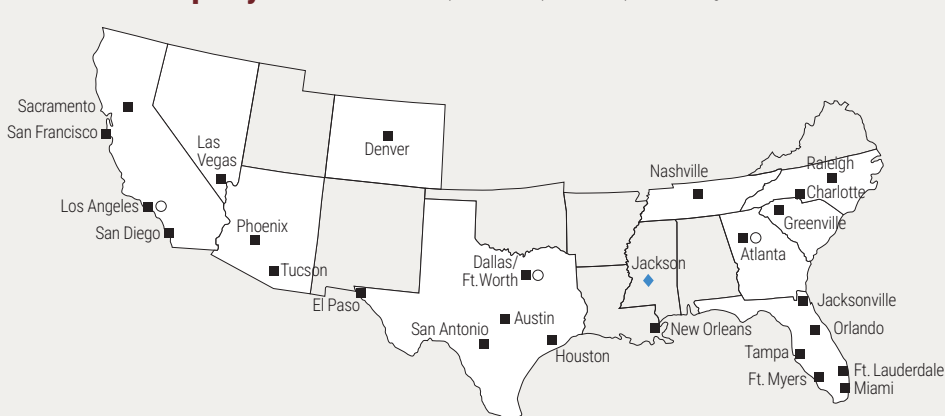 Sacramento
San Francisco
Las
Vegas
Denver
Los Angeles
San Diego
Phoenix
Tucson
El Paso
Dallas/
Ft.Worth
Austin
San Antonio
Houston
Nashville
Raleigh
Charlotte
Greenville
Atlanta
Jackson
New Orleans
Jacksonville
Orlando
Tampa
Ft. Lauderdale
Ft. Myers
Miami